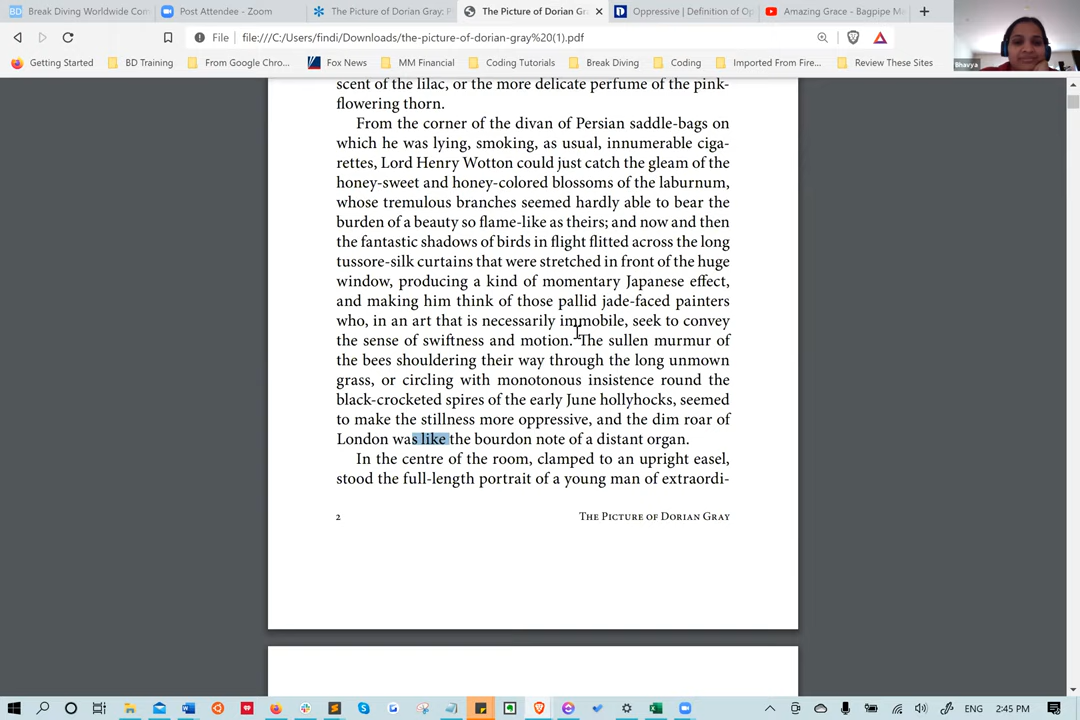 Break Diving Worldwide Com
Post Attendee - Zoom
The Picture of Dorian Gray: P
The Picture of Dorian Gr
Oppressive | Definition of Op
Amazing Grace - Bagpipe Me
File
file:///C:/Users/findi/Downloads/the-picture-of-dorian-gray%20(1).pdf
Bhavya
Getting Started
BD Training
From Google Chro...
Fox News
MM Financial
Coding Tutorials
Break Diving
Coding
Imported From Fire...
Review These Sites
scent of the lilac, or the more delicate perfume of the pink-
flowering thorn.
From the corner of the divan of Persian saddle-bags on
which he was lying, smoking, as usual, innumerable ciga-
rettes, Lord Henry Wotton could just catch the gleam of the
honey-sweet and honey-colored blossoms of the laburnum,
whose tremulous branches seemed hardly able to bear the
burden of a beauty so flame-like as theirs; and now and then
the fantastic shadows of birds in flight flitted across the long
tussore-silk curtains that were stretched in front of the huge
window, producing a kind of momentary Japanese effect,
and making him think of those pallid jade-faced painters
who, in an art that is necessarily immobile, seek to convey
the sense of swiftness and motion. The sullen murmur of
the bees shouldering their way through the long unmown
grass, or circling with monotonous insistence round the
black-crocketed spires of the early June hollyhocks, seemed
to make the stillness more oppressive, and the dim roar of
London was like the bourdon note of a distant organ.
In the centre of the room, clamped to an upright easel,
stood the full-length portrait of a young man of extraordi-
2
The Picture of Dorian Gray
ENG
2:45 PM